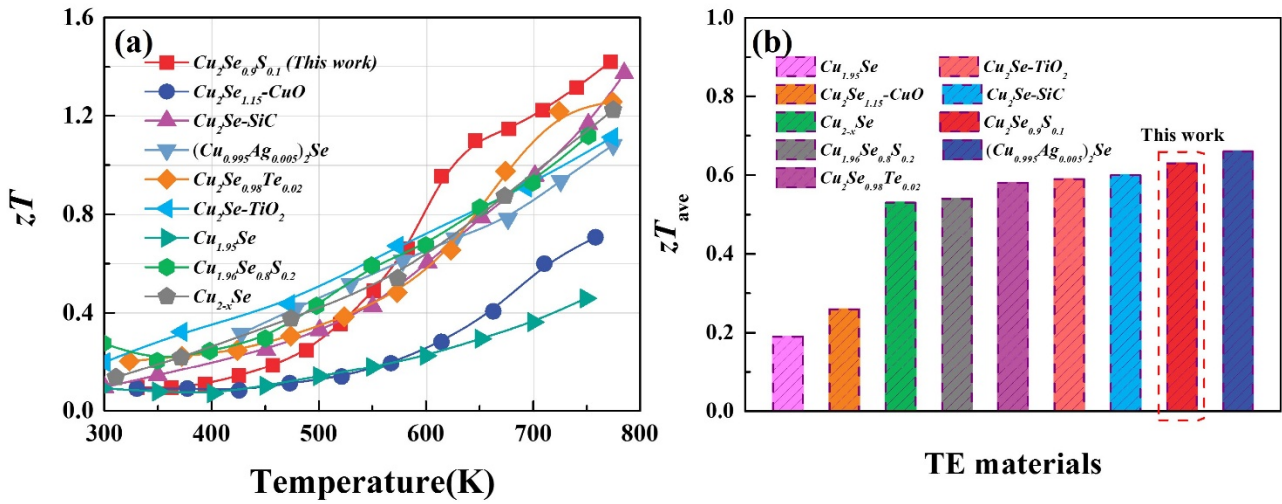 (a)
zT
1.6
1.2
0.8
0.4
0.0
Cu2Se0.9S0.1 (This work)
Cu2Se1.15-CuO
Cu2Se-SiC
(Cu0.995Ag0.005)2Se
Cu2Se0.98Te0.02
Cu2Se-TiO2
Cu1.95Se
Cu1.96Se0.8S0.2
Cu2-xSe
300 400 500 600 700 800
Temperature(K)
(b)
zTave
1.0
0.8
0.6
0.4
0.2
0.0
Cu1.95Se
Cu2Se1.15-CuO
Cu2-xSe
Cu1.96Se0.8S0.2
Cu2Se0.98Te0.02
Cu2Se-TiO2
Cu2Se-SiC
Cu2Se0.9S0.1
(Cu0.995Ag0.005)2Se
This work
TE materials